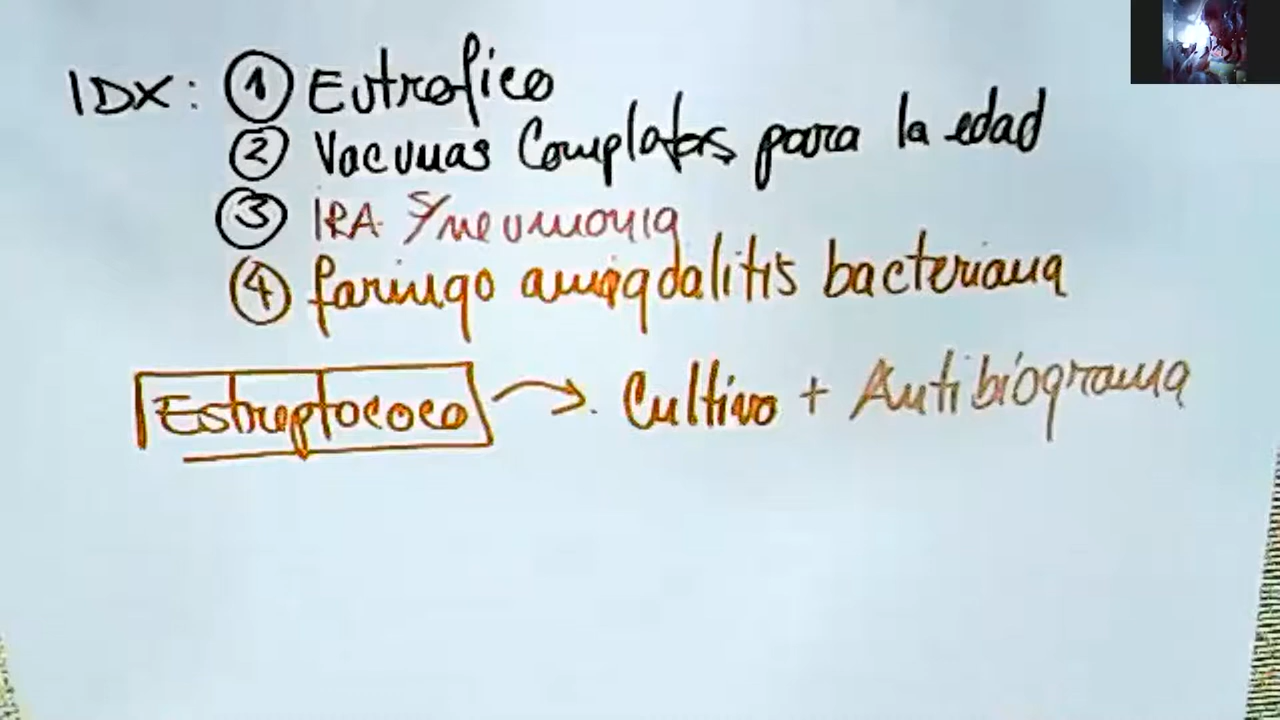 IDX: ① Eutrofico
② Vacunas Completas para la edad
③ IRA S/neumonia
④ faringo amigdalitis bacteriana
Estreptococo → Cultivo + Antibiograma